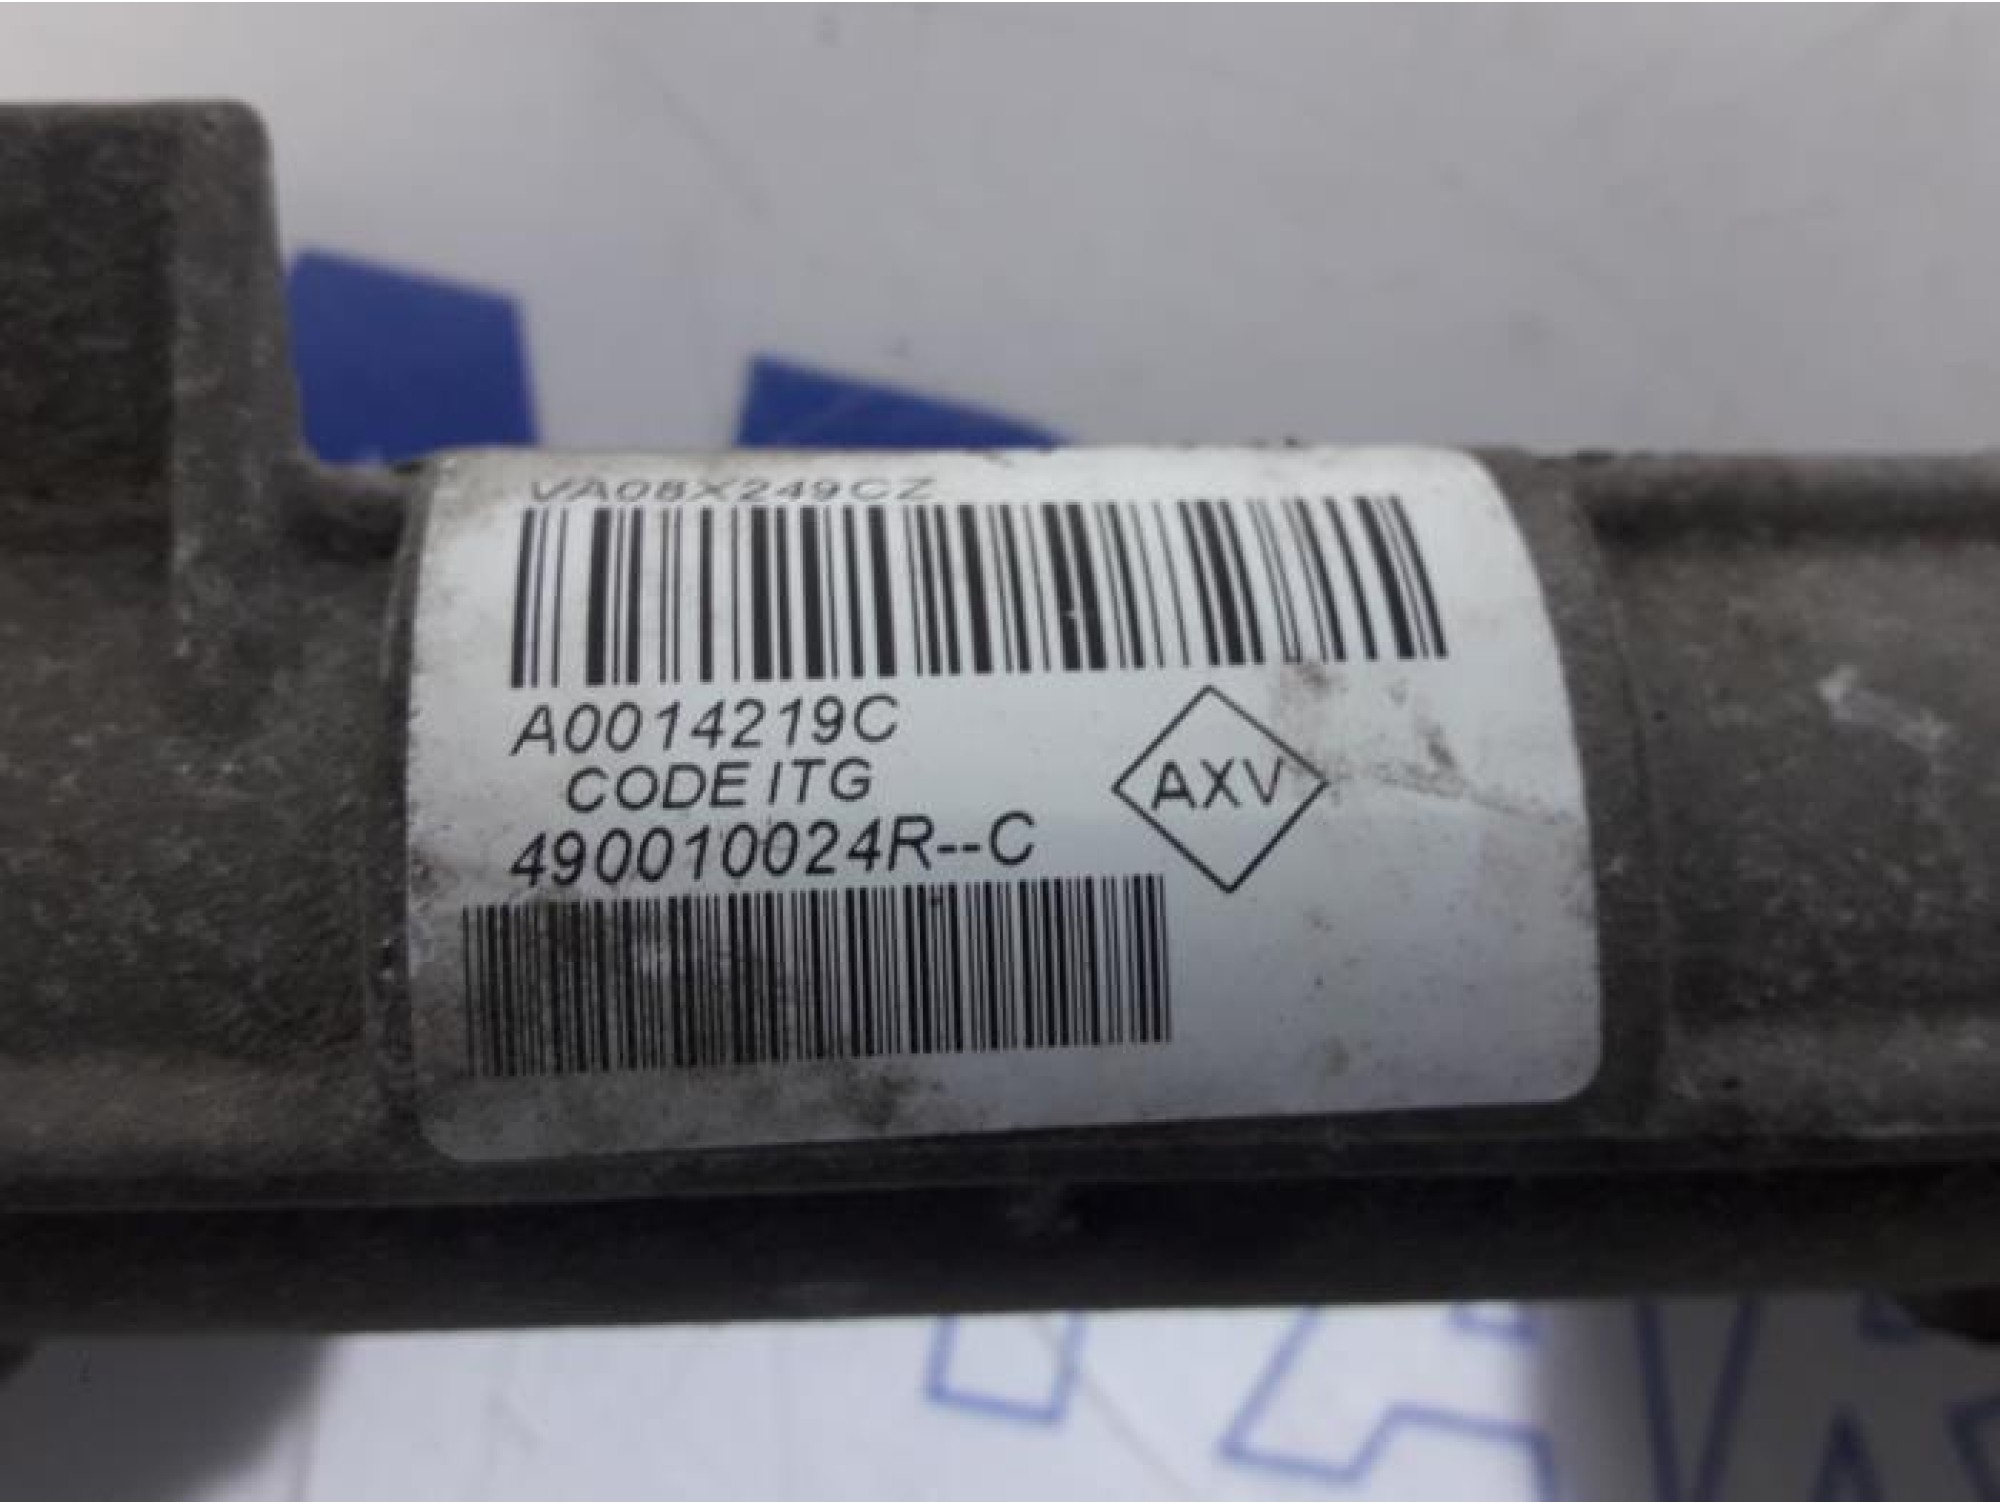 VA08X249CZ
A0014219C
CODE ITG
AXV
490010024R--C